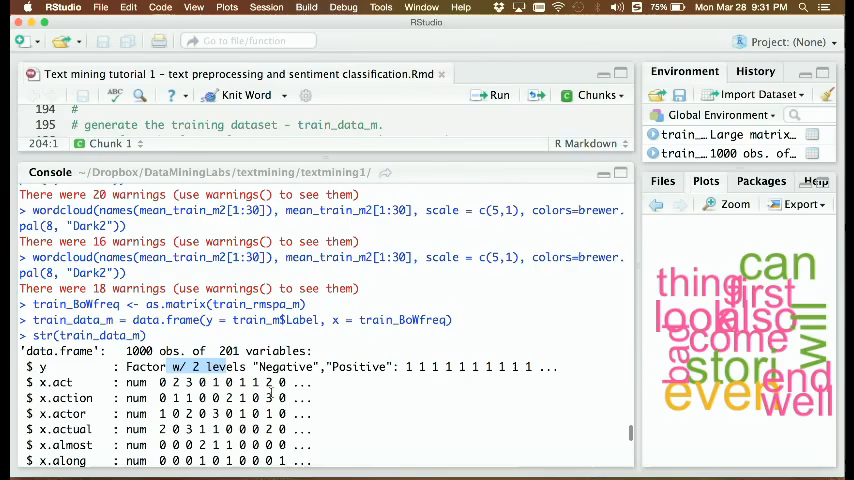 RStudio File Edit Code View Plots Session Build Debug Tools Window Help 75% Mon Mar 28 9:31 PM
RStudio
Go to file/function
Project: (None)
Text mining tutorial 1 - text preprocessing and sentiment classification.Rmd
ABC Knit Word Run Chunks
194 #
195 # generate the training dataset - train_data_m.
204:1 Chunk 1 R Markdown
Console ~/Dropbox/DataMiningLabs/textmining/textmining1/
There were 20 warnings (use warnings() to see them)
> wordcloud(names(mean_train_m2[1:30]), mean_train_m2[1:30], scale = c(5,1), colors=brewer.
pal(8, "Dark2"))
There were 16 warnings (use warnings() to see them)
> wordcloud(names(mean_train_m2[1:30]), mean_train_m2[1:30], scale = c(5,1), colors=brewer.
pal(8, "Dark2"))
There were 18 warnings (use warnings() to see them)
> train_BoWfreq <- as.matrix(train_rmspa_m)
> train_data_m = data.frame(y = train_m$Label, x = train_BoWfreq)
> str(train_data_m)
'data.frame': 1000 obs. of 201 variables:
$ y : Factor w/ 2 levels "Negative","Positive": 1 1 1 1 1 1 1 1 1 1 ...
$ x.act : num 0 2 3 0 1 0 1 1 2 0 ...
$ x.action : num 0 1 1 0 0 2 1 0 3 0 ...
$ x.actor : num 1 0 2 0 3 0 1 0 1 0 ...
$ x.actual : num 2 0 3 1 1 0 0 0 2 0 ...
$ x.almost : num 0 0 0 2 1 1 0 0 0 0 ...
$ x.along : num 0 0 0 1 0 1 0 0 0 1 ...
Environment History
Import Dataset
Global Environment
train_… Large matrix…
train_… 1000 obs. of…
Files Plots Packages Help
Zoom Export
can
thing
first
look
also
will
come
back
stori
end
even
well